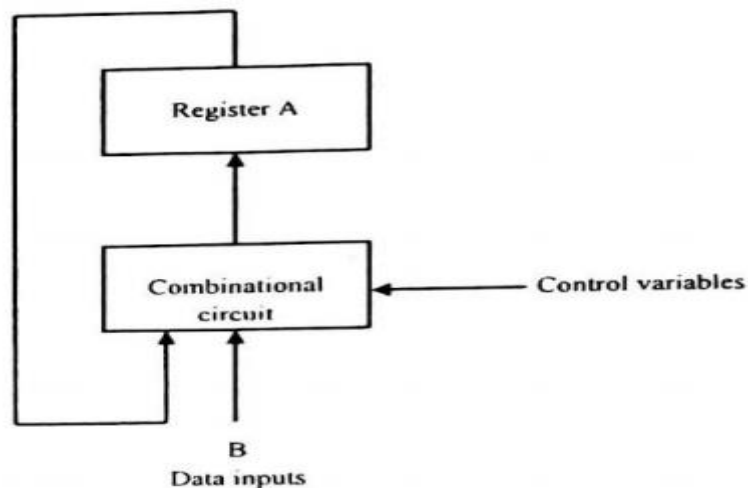 Register A
Combinational
circuit
Control variables
B
Data inputs